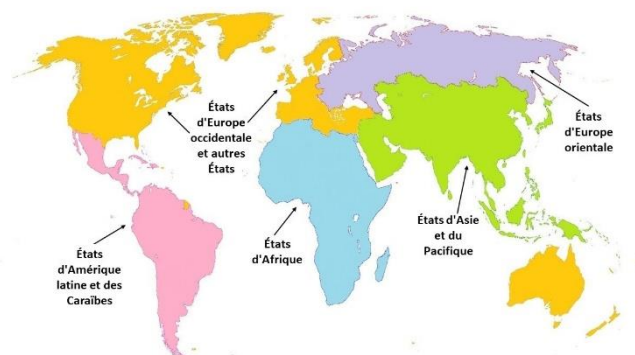 États
d'Europe
occidentale
et autres
États
États
d'Europe
orientale
États d'Asie
et du
Pacifique
États
d'Afrique
États
d'Amérique
latine et des
Caraïbes